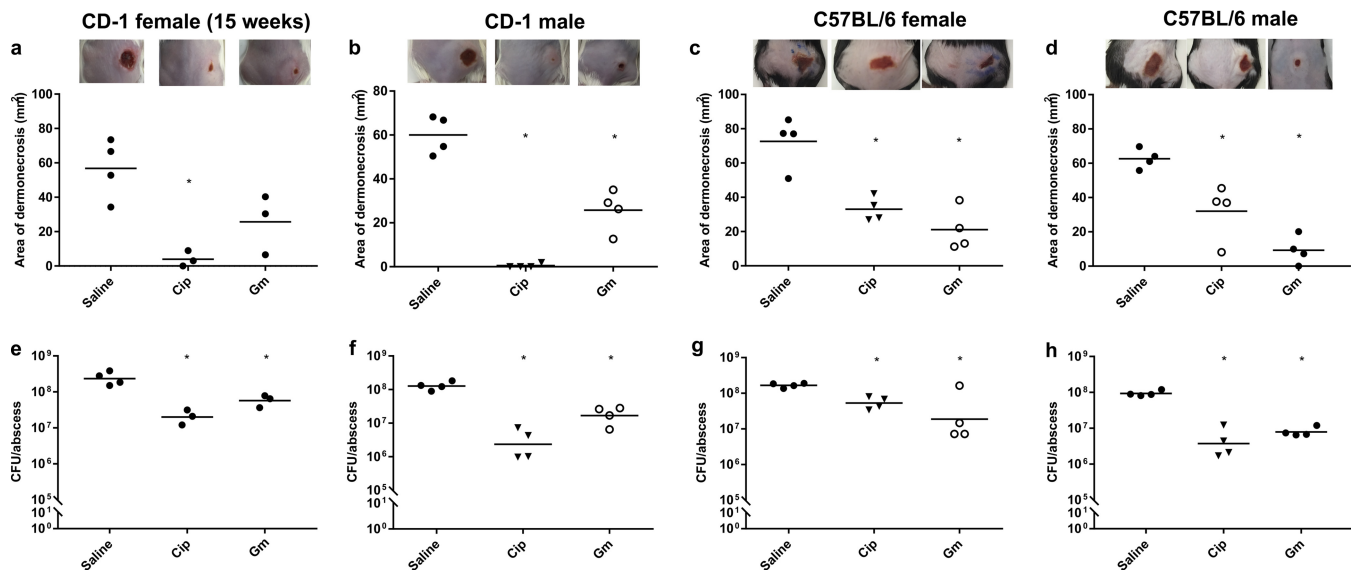 CD-1 female (15 weeks)
CD-1 male
C57BL/6 female
C57BL/6 male
a
Area of dermonecrosis (mm²)
100
80
60
40
20
0
*
Saline
Cip
Gm
b
Area of dermonecrosis (mm²)
80
60
40
20
0
*
*
Saline
Cip
Gm
c
Area of dermonecrosis (mm²)
100
80
60
40
20
0
*
*
Saline
Cip
Gm
d
Area of dermonecrosis (mm²)
100
80
60
40
20
0
*
*
Saline
Cip
Gm
e
CFU/abscess
10⁹
10⁸
10⁷
10⁶
10⁵
10¹
10⁰
*
*
Saline
Cip
Gm
f
CFU/abscess
10⁹
10⁸
10⁷
10⁶
10⁵
10¹
10⁰
*
*
Saline
Cip
Gm
g
CFU/abscess
10⁹
10⁸
10⁷
10⁶
10⁵
10¹
10⁰
*
*
Saline
Cip
Gm
h
CFU/abscess
10⁹
10⁸
10⁷
10⁶
10⁵
10¹
10⁰
*
*
Saline
Cip
Gm